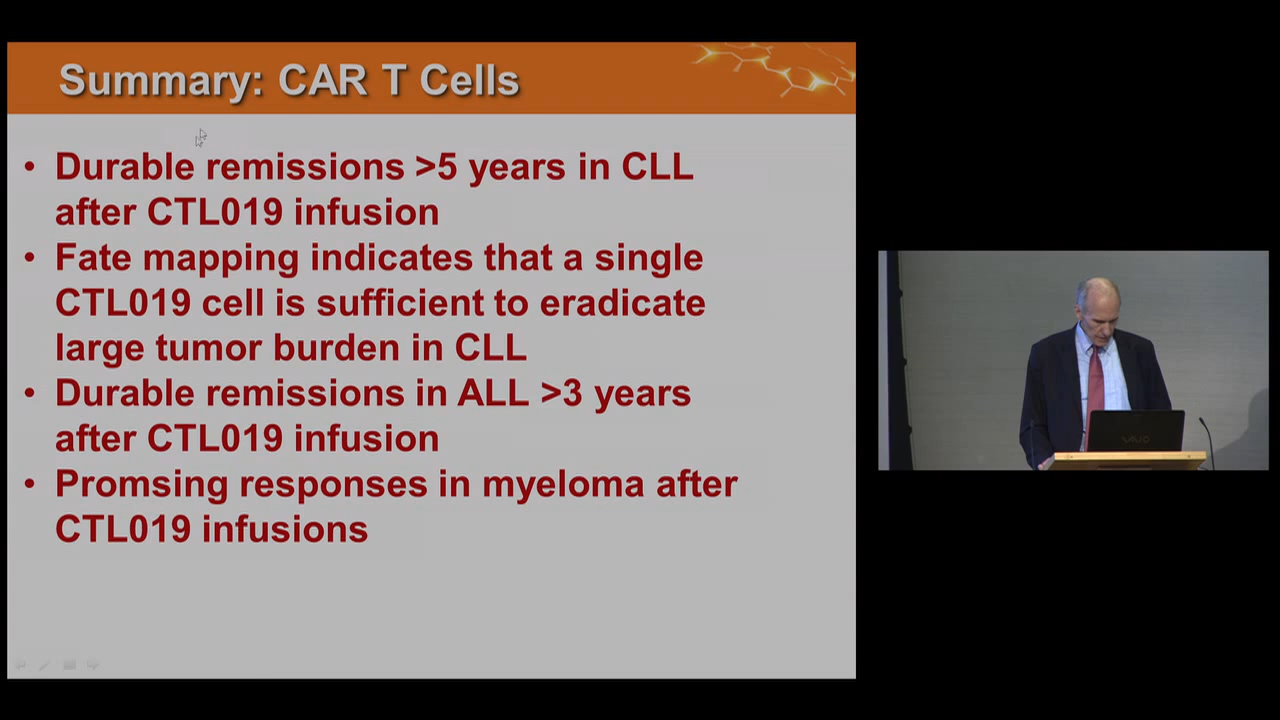 Summary: CAR T Cells
• Durable remissions >5 years in CLL
after CTL019 infusion
• Fate mapping indicates that a single
CTL019 cell is sufficient to eradicate
large tumor burden in CLL
• Durable remissions in ALL >3 years
after CTL019 infusion
• Promsing responses in myeloma after
CTL019 infusions
VAIO